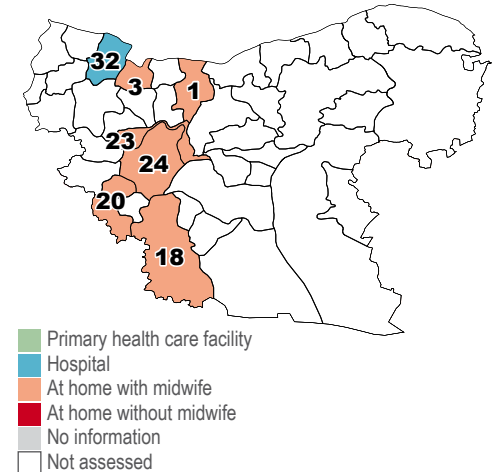 32
3
1
23
24
20
18
Primary health care facility
Hospital
At home with midwife
At home without midwife
No information
Not assessed